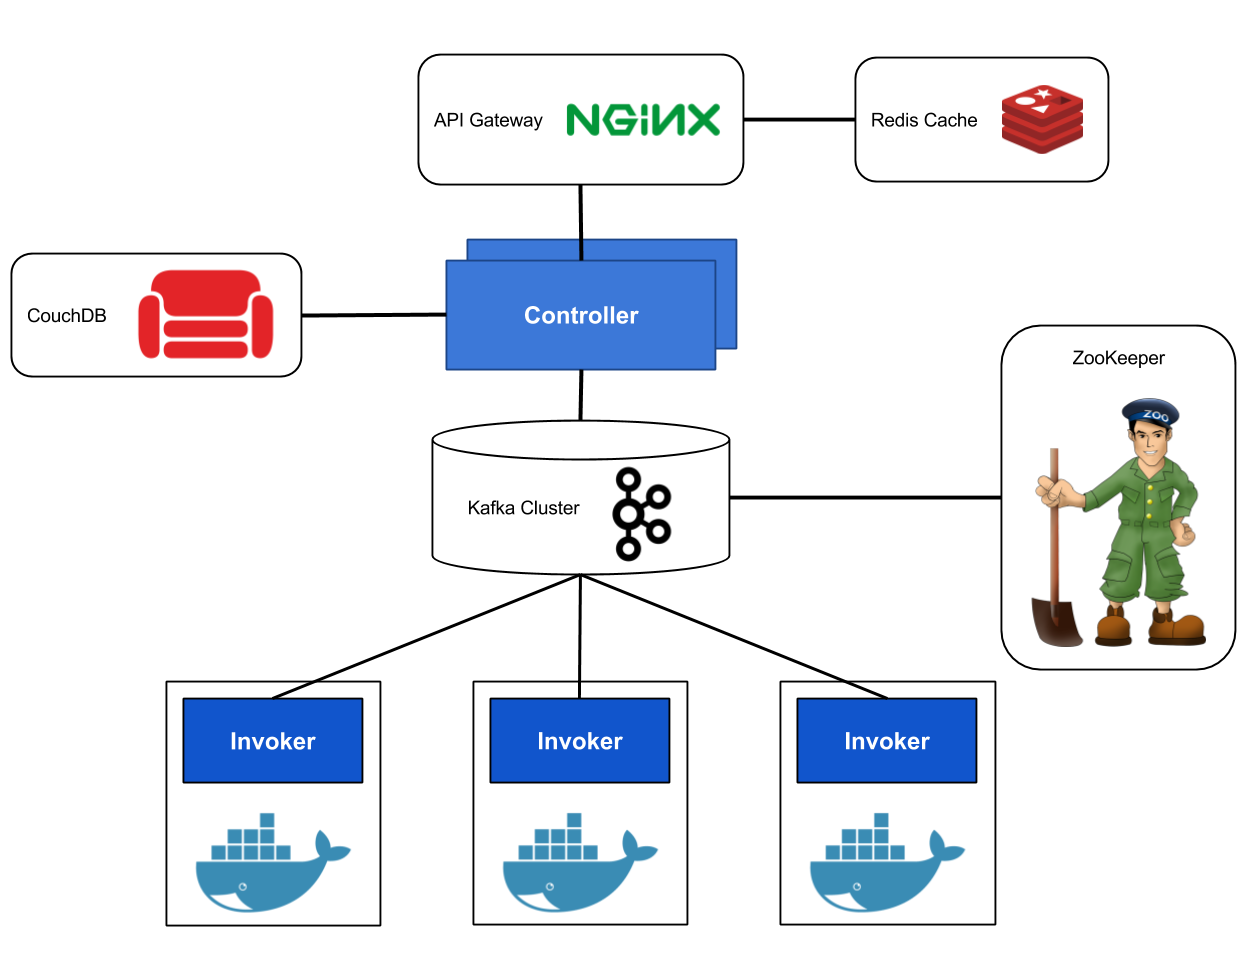 API Gateway
NGINX
Redis Cache
Controller
CouchDB
ZooKeeper
ZOO
Kafka Cluster
Invoker
Invoker
Invoker